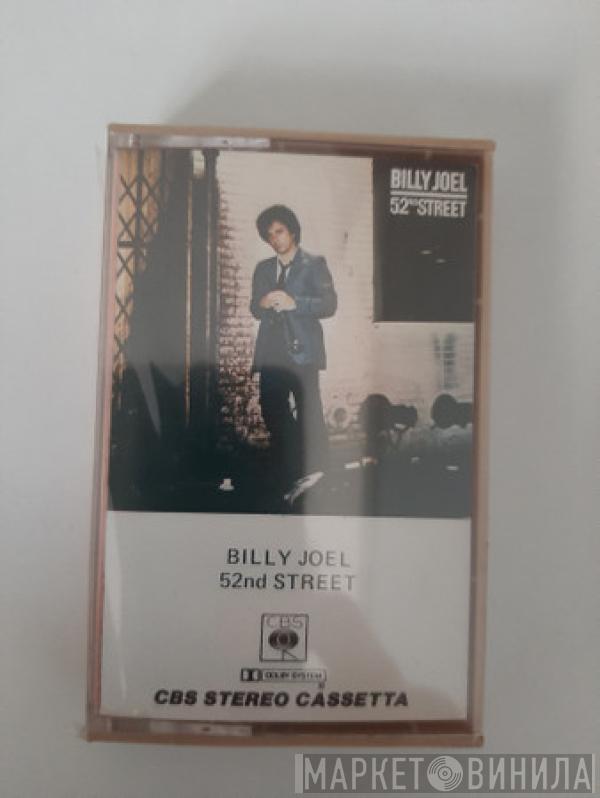 BILLY JOEL
52ND STREET
BILLY JOEL
52nd STREET
CBS
DOLBY SYSTEM
®
CBS STEREO CASSETTA
МАРКЕТ ВИНИЛА